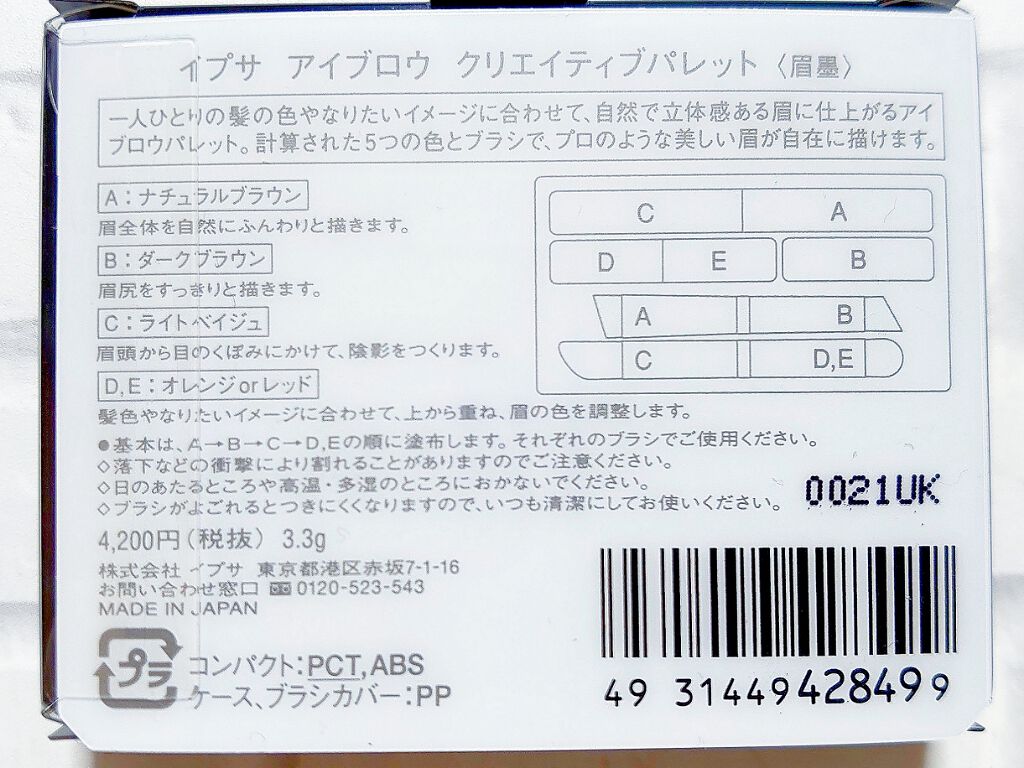 イプサ アイブロウ クリエイティブパレット〈眉墨〉
一人ひとりの髪の色やなりたいイメージに合わせて、自然で立体感ある眉に仕上がるアイ
ブロウパレット。計算された5つの色とブラシで、プロのような美しい眉が自在に描けます。
A:ナチュラルブラウン
眉全体を自然にふんわりと描きます。
B:ダークブラウン
眉尻をすっきりと描きます。
C:ライトベイジュ
眉頭から目のくぼみにかけて、陰影をつくります。
D,E:オレンジorレッド
髪色やなりたいイメージに合わせて、上から重ね、眉の色を調整します。
C A
D E B
A B
C D,E
●基本は、A→B→C→D,Eの順に塗布します。それぞれのブラシでご使用ください。
◇落下などの衝撃により割れることがありますのでご注意ください。
◇日のあたるところや高温・多湿のところにおかないでください。
◇ブラシがよごれるとつきにくくなりますので、いつも清潔にしてお使いください。
0021UK
4,200円(税抜) 3.3g
株式会社 イプサ 東京都港区赤坂7-1-16
お問い合わせ窓口 0120-523-543
MADE IN JAPAN
プラ
コンパクト:PCT,ABS
ケース、ブラシカバー:PP
4931449428499